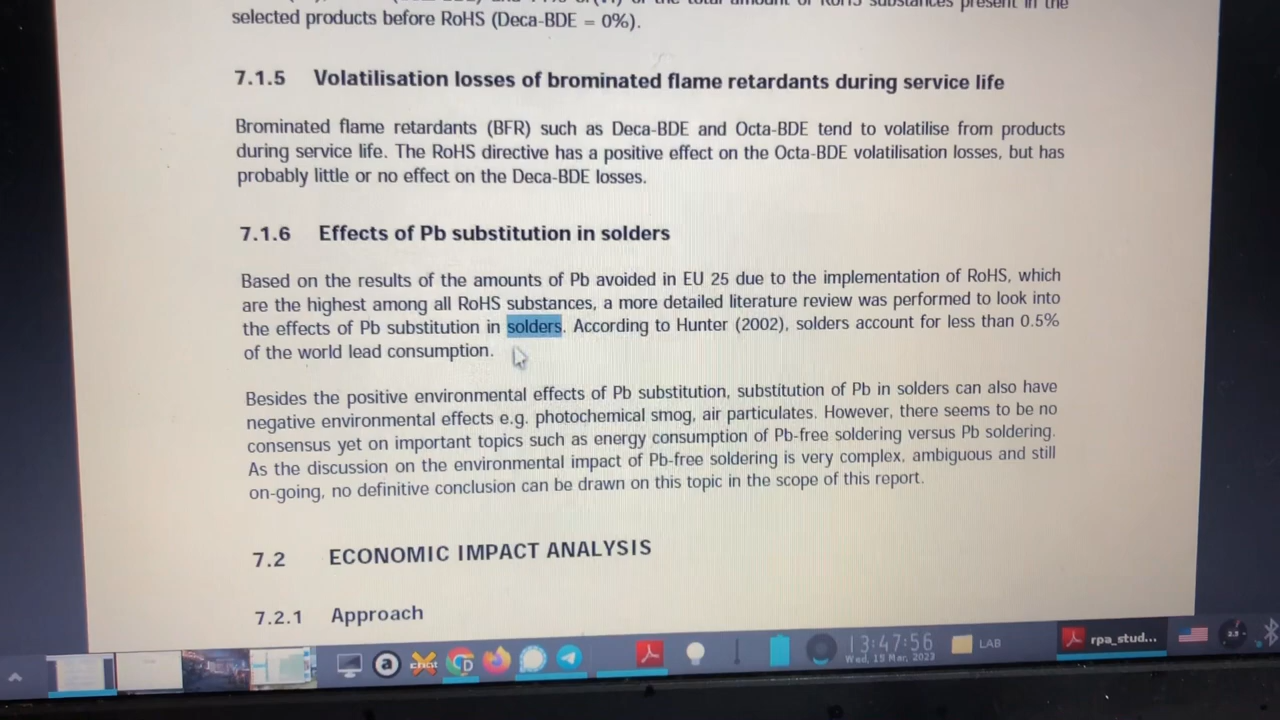 selected products before RoHS (Deca-BDE = 0%).
7.1.5 Volatilisation losses of brominated flame retardants during service life
Brominated flame retardants (BFR) such as Deca-BDE and Octa-BDE tend to volatilise from products
during service life. The RoHS directive has a positive effect on the Octa-BDE volatilisation losses, but has
probably little or no effect on the Deca-BDE losses.
7.1.6 Effects of Pb substitution in solders
Based on the results of the amounts of Pb avoided in EU 25 due to the implementation of RoHS, which
are the highest among all RoHS substances, a more detailed literature review was performed to look into
the effects of Pb substitution in solders. According to Hunter (2002), solders account for less than 0.5%
of the world lead consumption.
Besides the positive environmental effects of Pb substitution, substitution of Pb in solders can also have
negative environmental effects e.g. photochemical smog, air particulates. However, there seems to be no
consensus yet on important topics such as energy consumption of Pb-free soldering versus Pb soldering.
As the discussion on the environmental impact of Pb-free soldering is very complex, ambiguous and still
on-going, no definitive conclusion can be drawn on this topic in the scope of this report.
7.2 ECONOMIC IMPACT ANALYSIS
7.2.1 Approach
a chat D 13:47:56 LAB rpa_stud...
Wed, 15 Mar, 2023